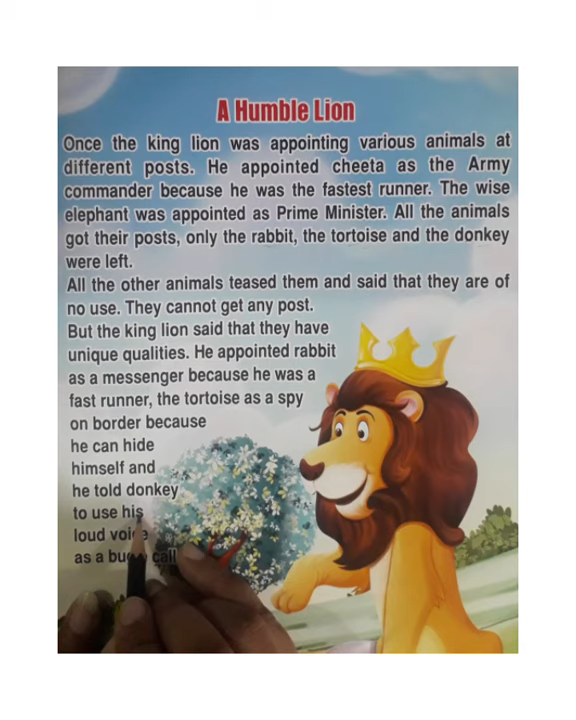 A Humble Lion
Once the king lion was appointing various animals at
different posts. He appointed cheeta as the Army
commander because he was the fastest runner. The wise
elephant was appointed as Prime Minister. All the animals
got their posts, only the rabbit, the tortoise and the donkey
were left.
All the other animals teased them and said that they are of
no use. They cannot get any post.
But the king lion said that they have
unique qualities. He appointed rabbit
as a messenger because he was a
fast runner, the tortoise as a spy
on border because
he can hide
himself and
he told donkey
to use his
loud voice
as a call